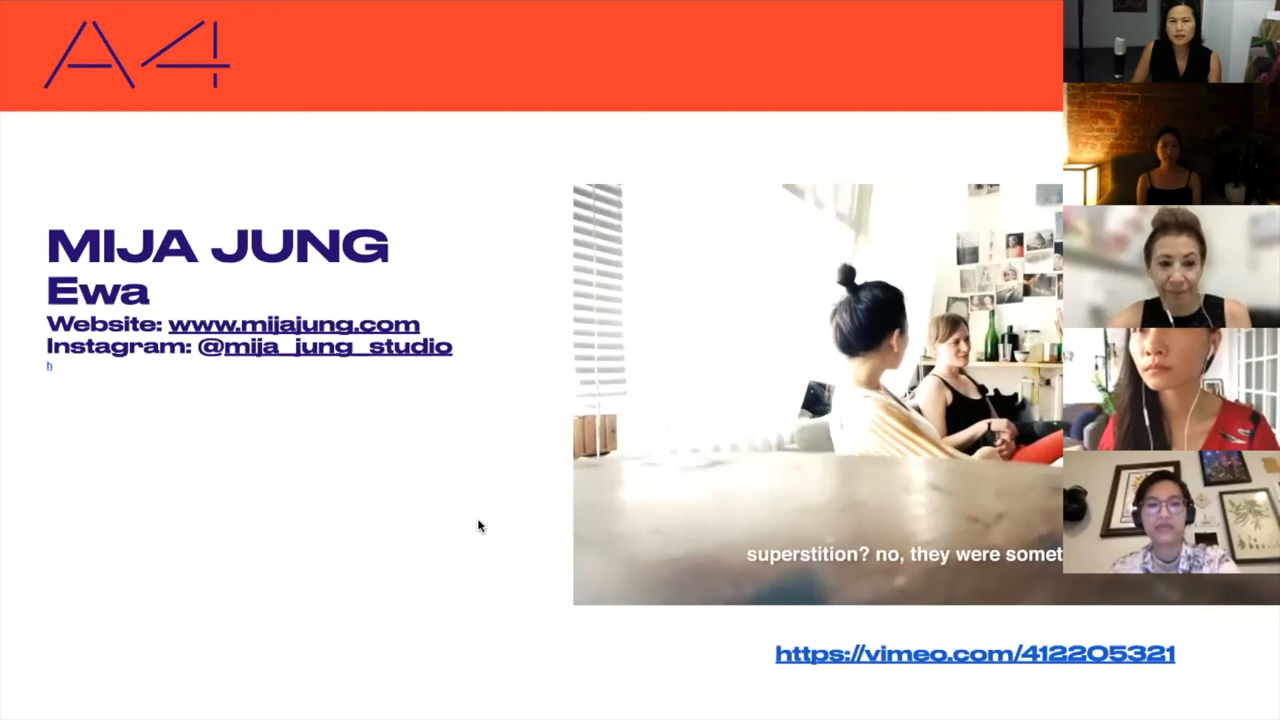 A4
MIJA JUNG
Ewa
Website: www.mijajung.com
Instagram: @mija_jung_studio
h
superstition? no, they were somet
https://vimeo.com/412205321